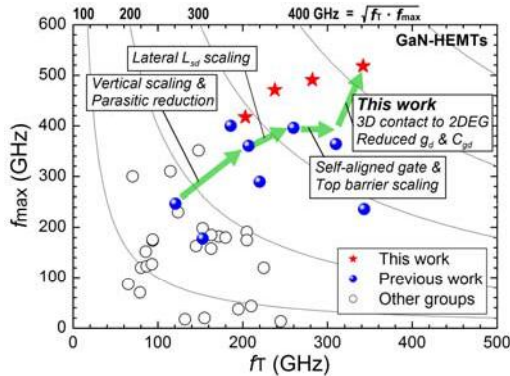 100 200 300 400 GHz = √fT · fmax
GaN-HEMTs
Lateral Lsd scaling
Vertical scaling &
Parasitic reduction
This work
3D contact to 2DEG
Reduced gd & Cgd
Self-aligned gate &
Top barrier scaling
This work
Previous work
Other groups
600
500
400
300
200
100
0
fmax (GHz)
0 100 200 300 400 500
fT (GHz)